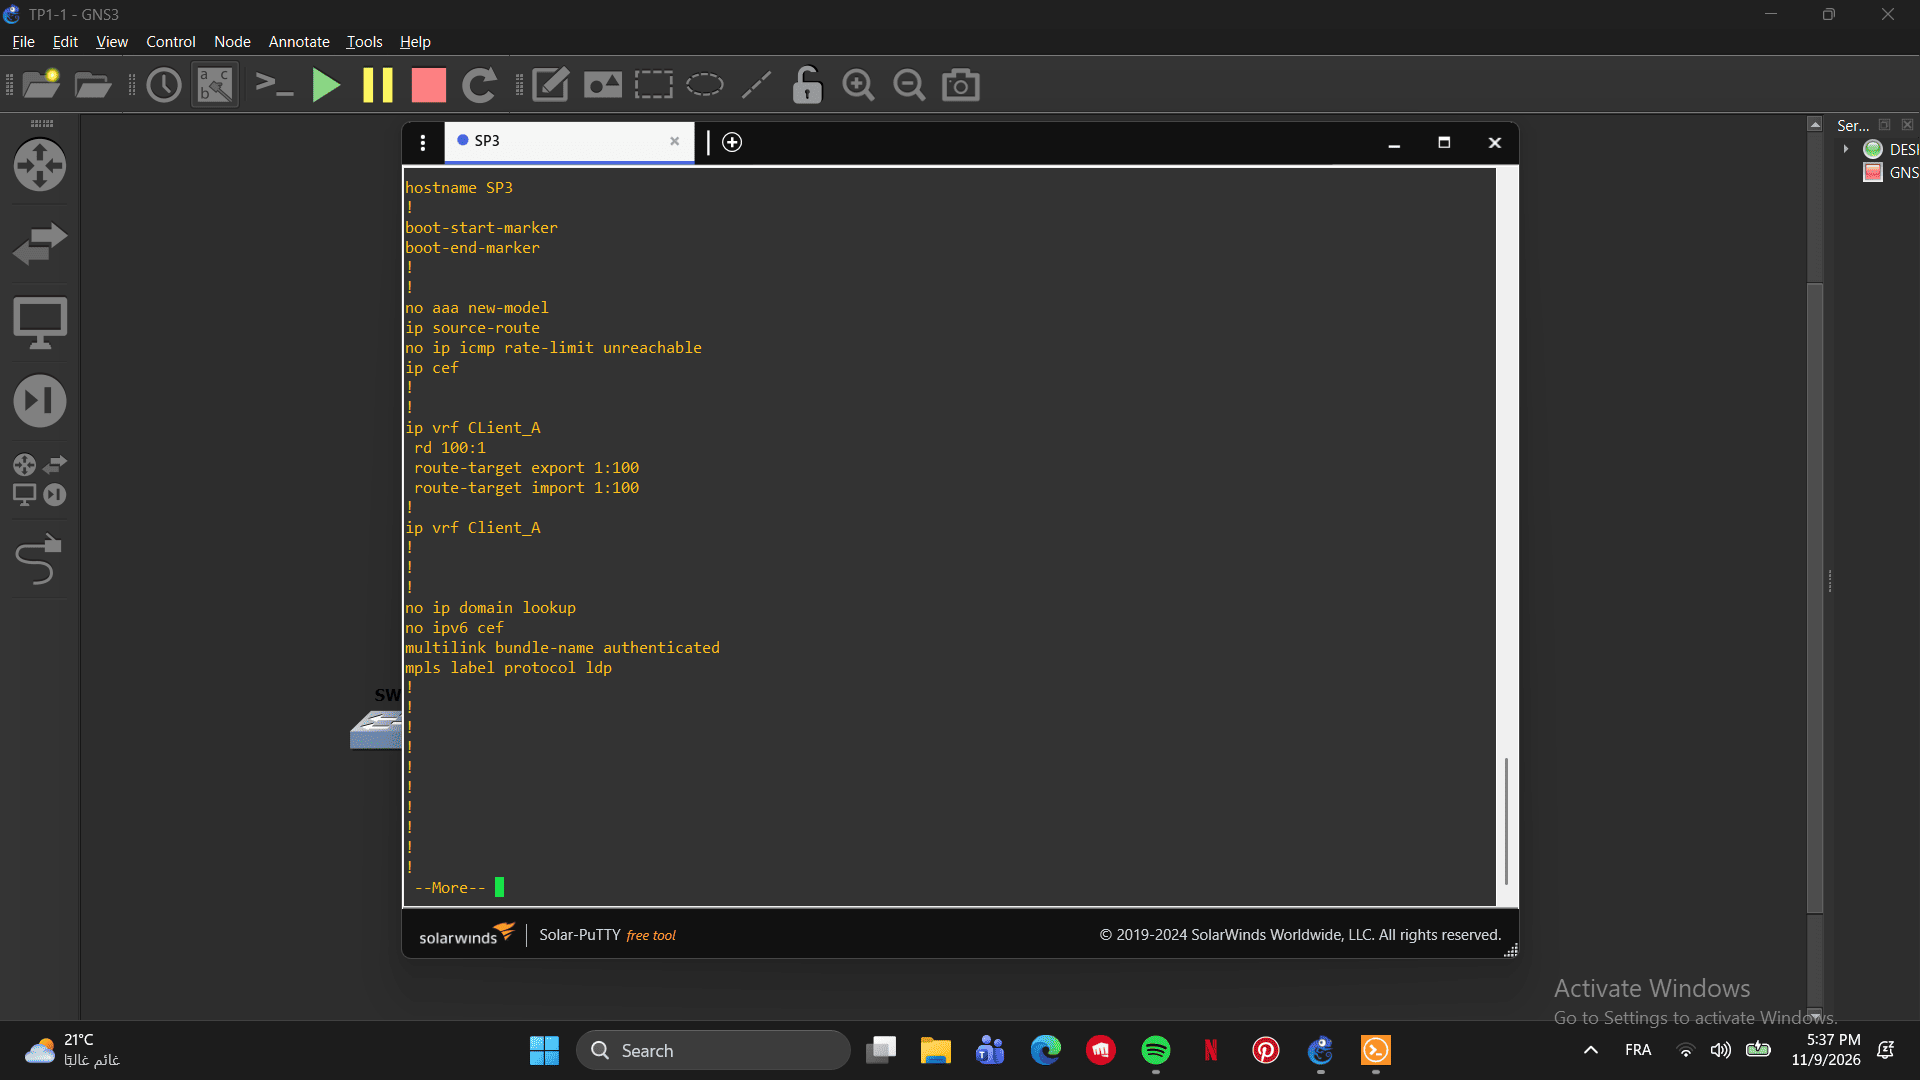 TP1-1 - GNS3
File Edit View Control Node Annotate Tools Help
a c
b
SP3
Ser...
DESI
GNS
hostname SP3
!
boot-start-marker
boot-end-marker
!
!
no aaa new-model
ip source-route
no ip icmp rate-limit unreachable
ip cef
!
!
ip vrf CLient_A
rd 100:1
route-target export 1:100
route-target import 1:100
!
ip vrf Client_A
!
!
!
no ip domain lookup
no ipv6 cef
multilink bundle-name authenticated
mpls label protocol ldp
!
!
!
!
!
!
!
!
!
!
--More--
SW
solarwinds Solar-PuTTY free tool
© 2019-2024 SolarWinds Worldwide, LLC. All rights reserved.
Activate Windows
Go to Settings to activate Windows.
21°C
غائم غالبًا
Search
FRA
5:37 PM
11/9/2026